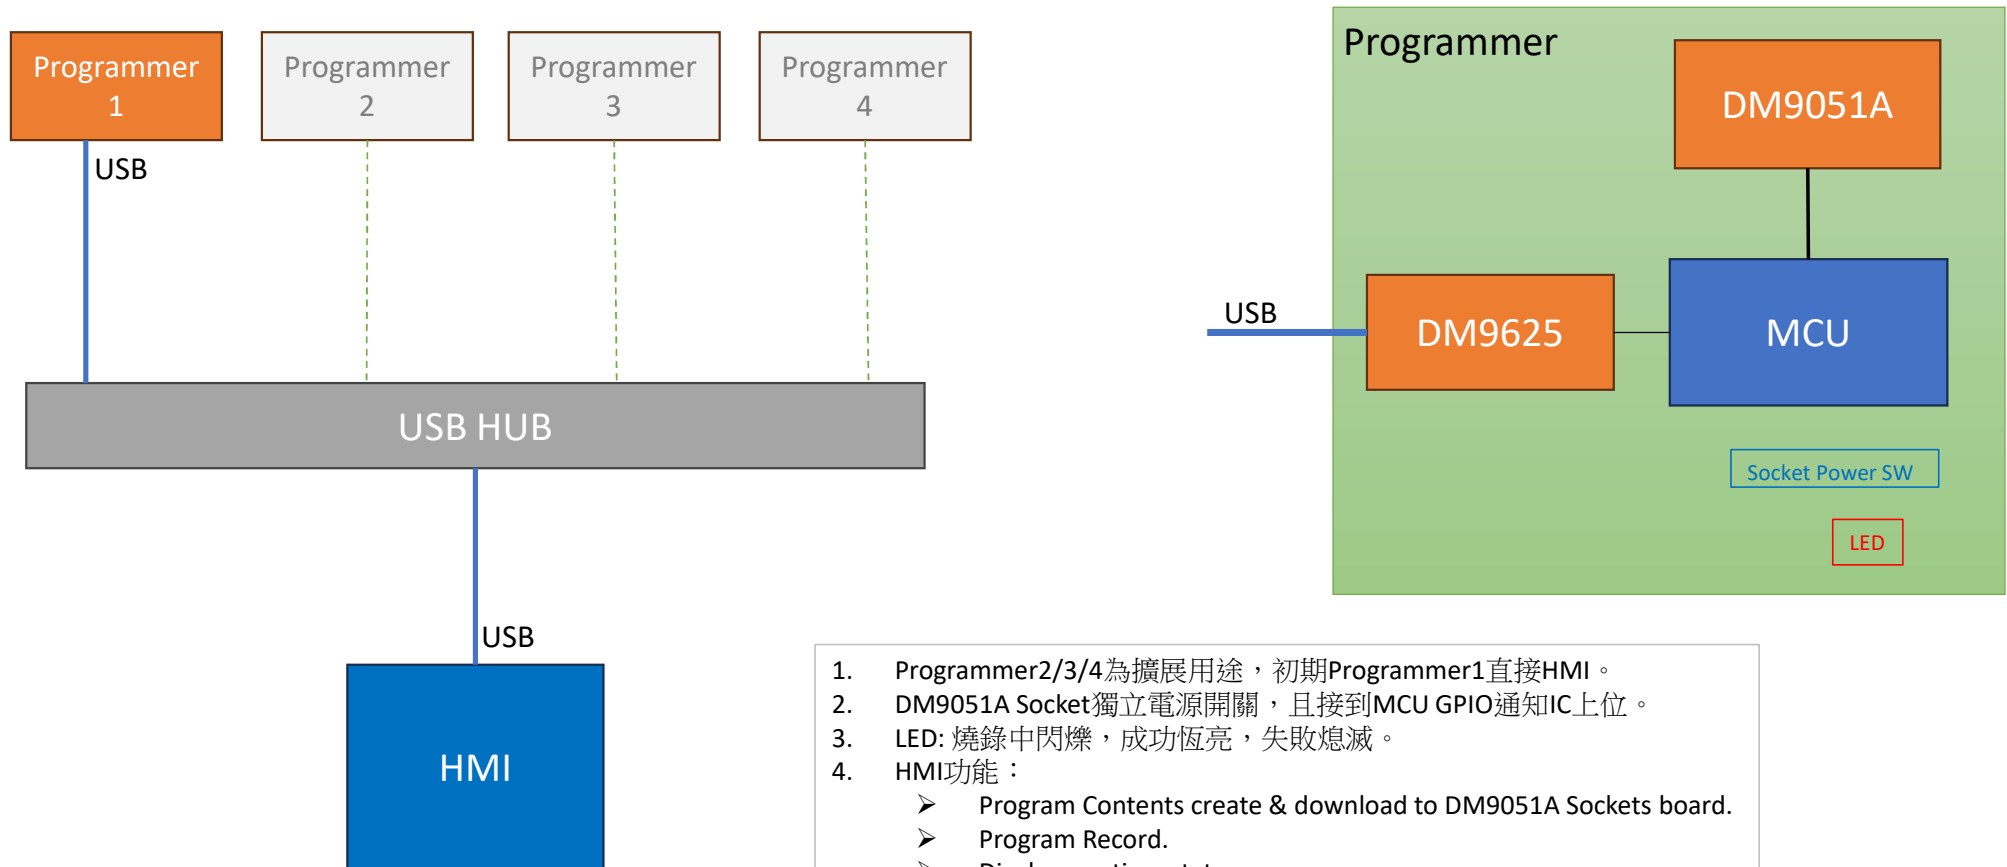 Programmer
1
Programmer
2
Programmer
3
Programmer
4
USB
USB HUB
USB
HMI
Programmer
DM9051A
USB
DM9625
MCU
Socket Power SW
LED
1. Programmer2/3/4為擴展用途，初期Programmer1直接HMI。
2. DM9051A Socket獨立電源開關，且接到MCU GPIO通知IC上位。
3. LED: 燒錄中閃爍，成功恆亮，失敗熄滅。
4. HMI功能：
➢ Program Contents create & download to DM9051A Sockets board.
➢ Program Record.